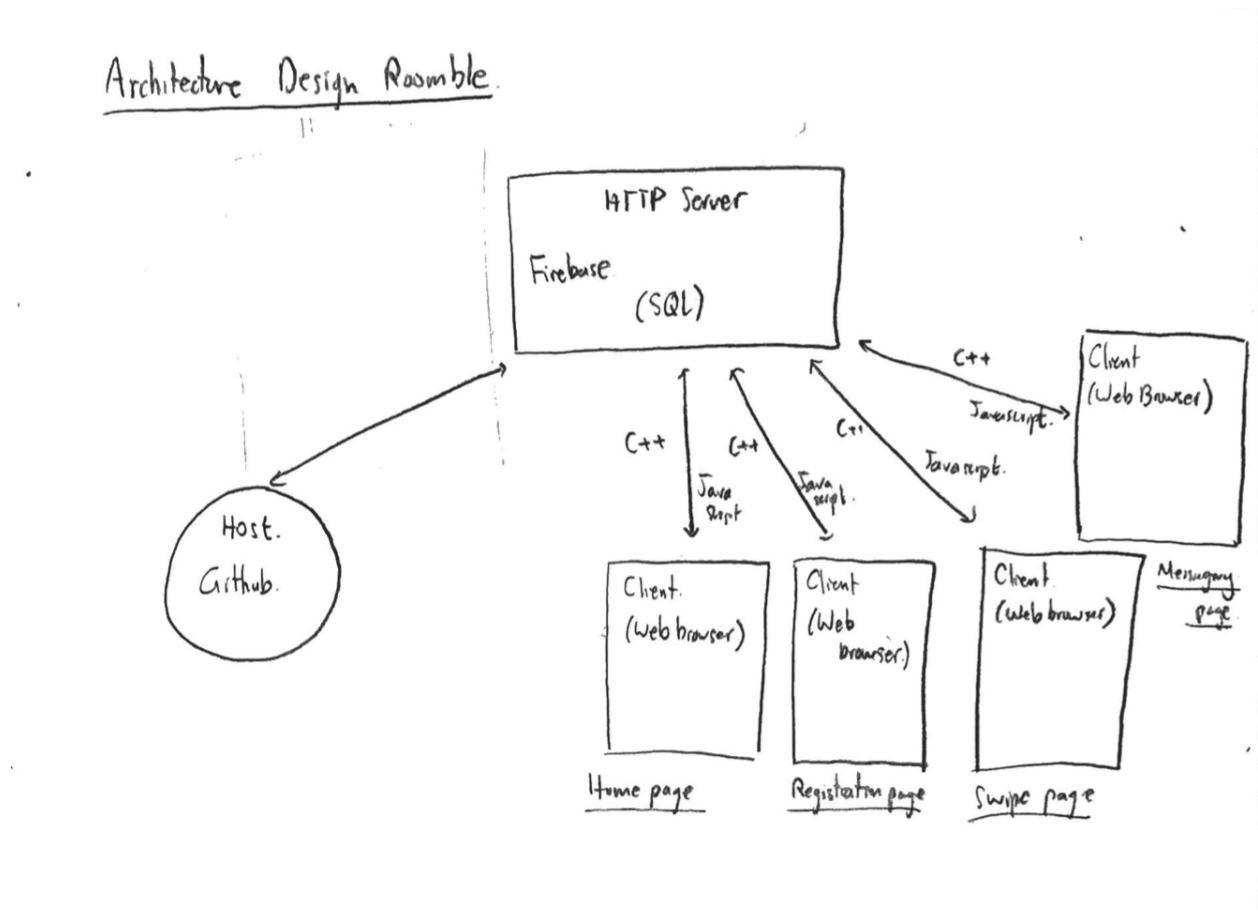 Architecture Design Roomble.
HTTP Server
Firebase
(SQL)
Host.
Github.
C++
Java
script
C++
Java
script.
C++
Javascript.
C++
Javascript.
Client.
(Web browser)
Home page
Client
(Web
browser.)
Registration page
Client.
(Web browser)
Swipe page
Client
(Web Browser)
page